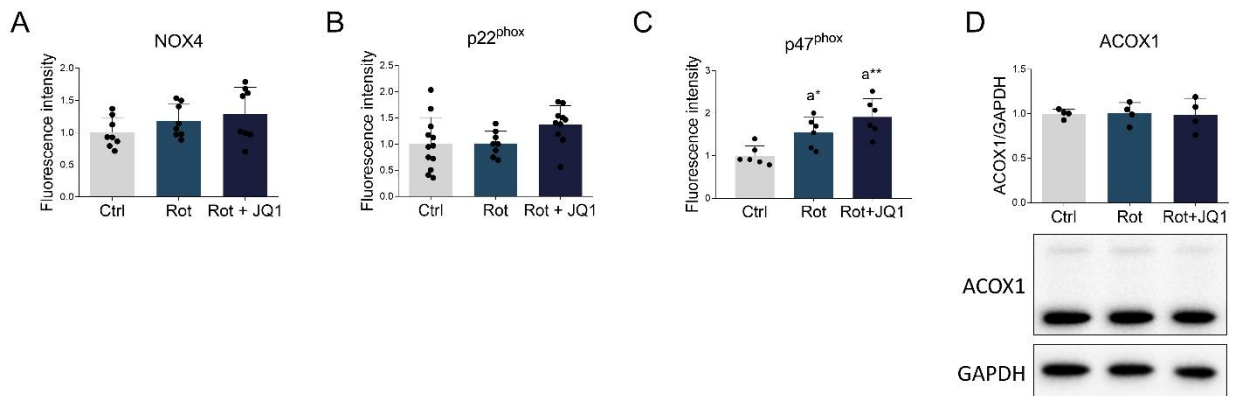 A
NOX4
Fluorescence intensity
2.0
1.5
1.0
0.5
0.0
Ctrl Rot Rot + JQ1
B
p22phox
Fluorescence intensity
2.5
2.0
1.5
1.0
0.5
0.0
Ctrl Rot Rot + JQ1
C
p47phox
Fluorescence intensity
3
2
1
0
a* a**
Ctrl Rot Rot+JQ1
D
ACOX1
ACOX1/GAPDH
1.5
1.0
0.5
0.0
Ctrl Rot Rot+JQ1
ACOX1
GAPDH